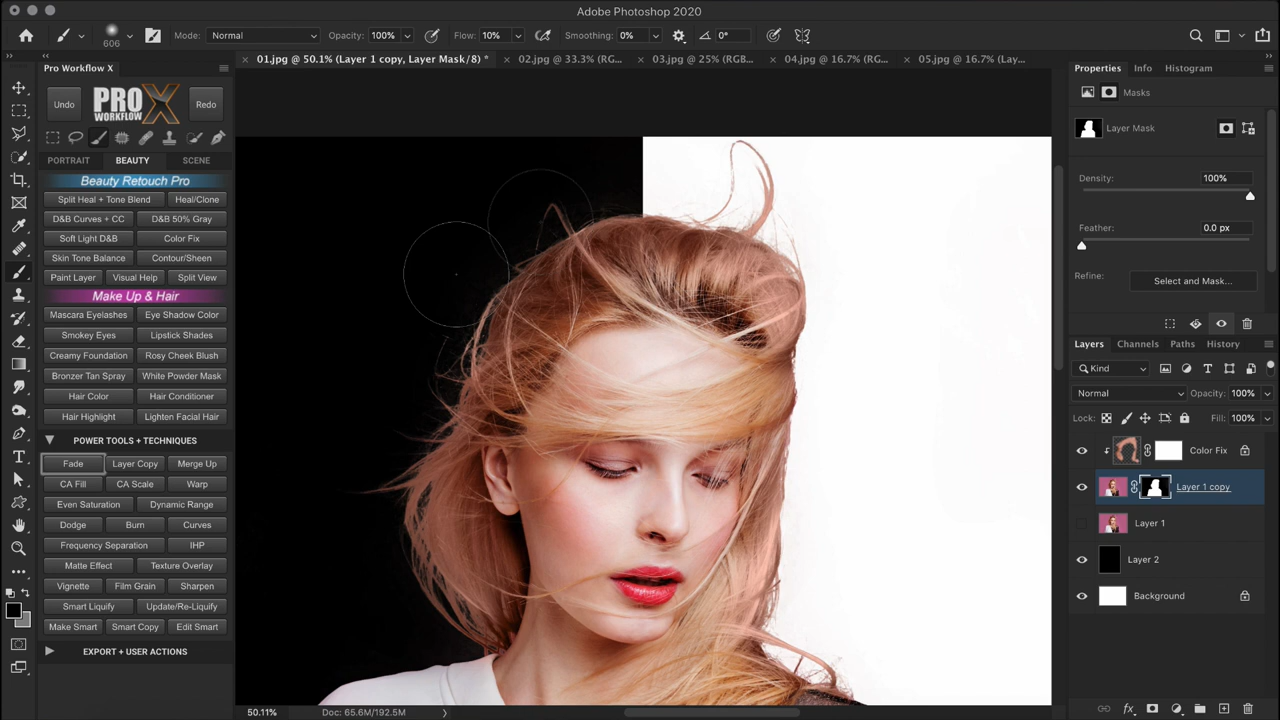 Adobe Photoshop 2020
606
Mode: Normal Opacity: 100% Flow: 10% Smoothing: 0% 0°
01.jpg @ 50.1% (Layer 1 copy, Layer Mask/8) * 02.jpg @ 33.3% (RG... 03.jpg @ 25% (RGB... 04.jpg @ 16.7% (RG... 05.jpg @ 16.7% (Lay...
Pro Workflow X
Undo PRO WORKFLOW X Redo
PORTRAIT BEAUTY SCENE
Beauty Retouch Pro
Split Heal + Tone Blend Heal/Clone
D&B Curves + CC D&B 50% Gray
Soft Light D&B Color Fix
Skin Balance Contour/Sheen
Paint Layer Visual Help Split View
Make Up & Hair
Mascara Eyelashes Eye Shadow Color
Smokey Eyes Lipstick Shades
Creamy Foundation Rosy Cheek Blush
Bronzer Tan Spray White Powder Mask
Hair Color Hair Conditioner
Hair Highlight Lighten Facial Hair
POWER TOOLS + TECHNIQUES
Fade Layer Copy Merge Up
CA Fill CA Scale Warp
Even Saturation Dynamic Range
Dodge Burn Curves
Frequency Separation IHP
Matte Effect Texture Overlay
Vignette Film Grain Sharpen
Smart Liquify Update/Re-Liquify
Make Smart Smart Copy Edit Smart
EXPORT + USER ACTIONS
50.11% Doc: 65.6M/192.5M
Properties Info Histogram
Masks
Layer Mask
Density: 100%
Feather: 0.0 px
Refine: Select and Mask...
Layers Channels Paths History
Kind
Normal Opacity: 100%
Lock: Fill: 100%
Color Fix
Layer 1 copy
Layer 1
Layer 2
Background
fx